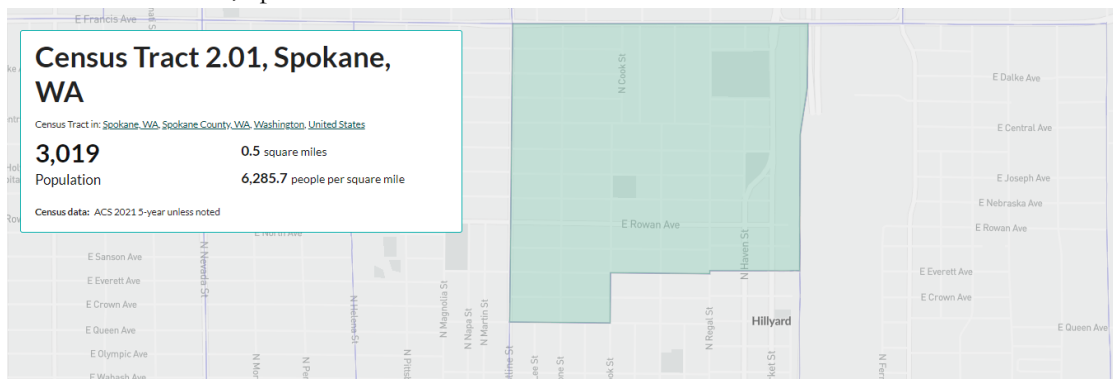 E Francis Ave
Census Tract 2.01, Spokane,
WA
Census Tract in: Spokane, WA, Spokane County, WA, Washington, United States
3,019
Population
0.5 square miles
6,285.7 people per square mile
Census data: ACS 2021 5-year unless noted
N Cook St
E Dalke Ave
E Central Ave
E Joseph Ave
E Nebraska Ave
E Rowan Ave
E Rowan Ave
N Haven St
E North Ave
E Sanson Ave
N Nevada St
E Everett Ave
E Everett Ave
E Crown Ave
E Crown Ave
N Helena St
N Magnolia St
N Napa St
N Martin St
N Regal St
Hillyard
E Queen Ave
E Queen Ave
E Olympic Ave
E Wabash Ave